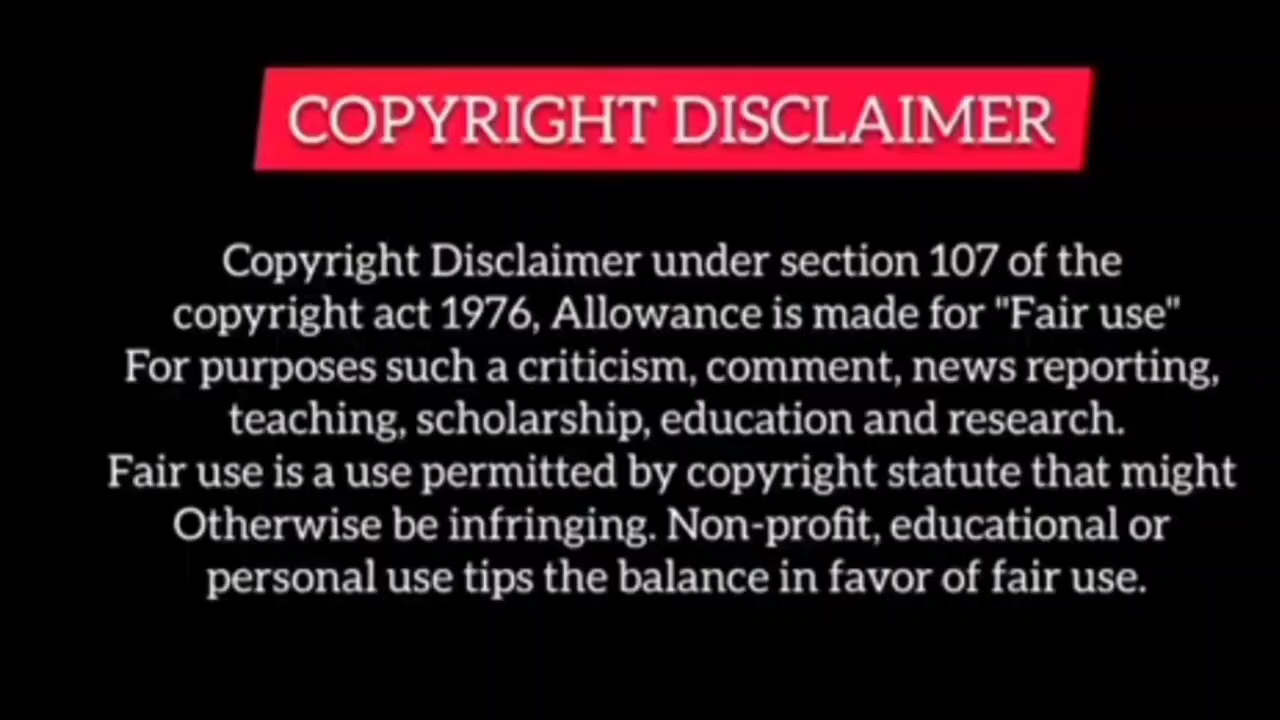 COPYRIGHT DISCLAIMER
Copyright Disclaimer under section 107 of the
copyright act 1976, Allowance is made for "Fair use"
For purposes such a criticism, comment, news reporting,
teaching, scholarship, education and research.
Fair use is a use permitted by copyright statute that might
Otherwise be infringing. Non-profit, educational or
personal use tips the balance in favor of fair use.